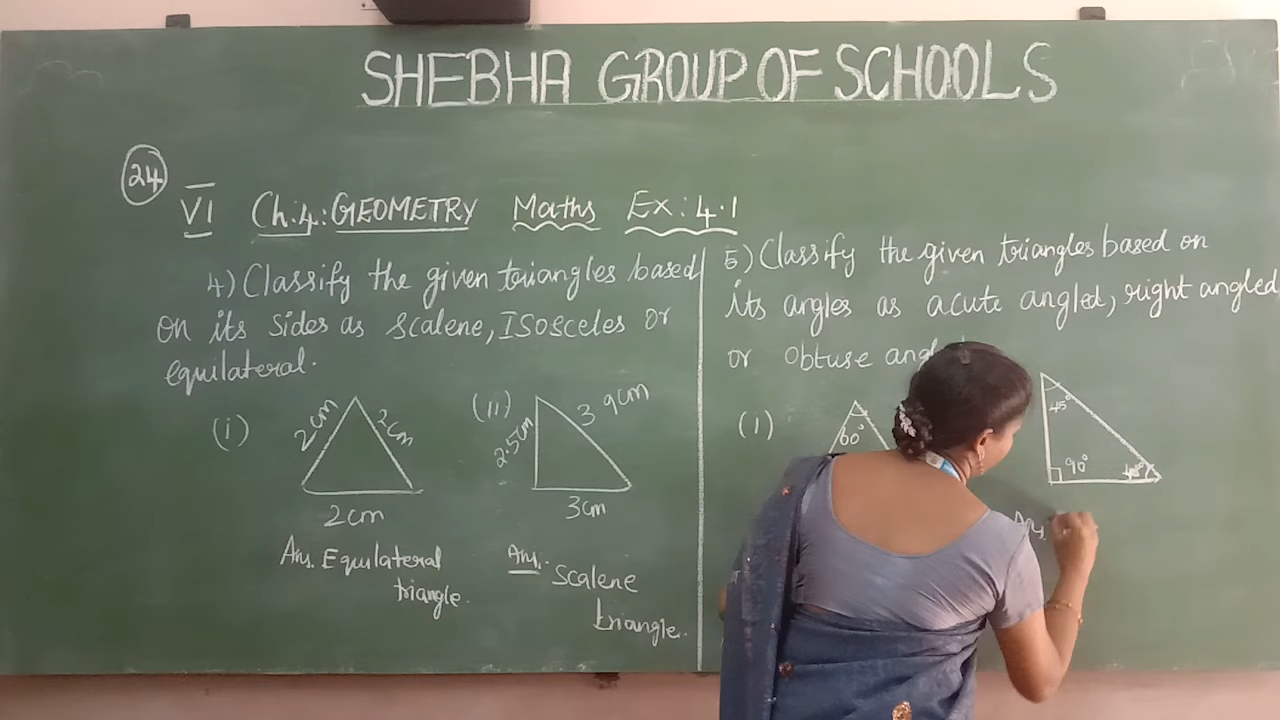 SHEBHA GROUP OF SCHOOLS
24
VI Ch.4.: GEOMETRY Maths Ex: 4.1
4) Classify the given triangles based
on its sides as scalene, Isosceles or
equilateral.
(i)
2cm
2cm
2cm
Ans. Equilateral
triangle.
(ii)
2.5cm
3 9cm
3cm
Ans:
Scalene
triangle.
5) Classify the given triangles based on
its angles as acute angled, right angled
or obtuse
(i)
60°
45°
90°
Ans